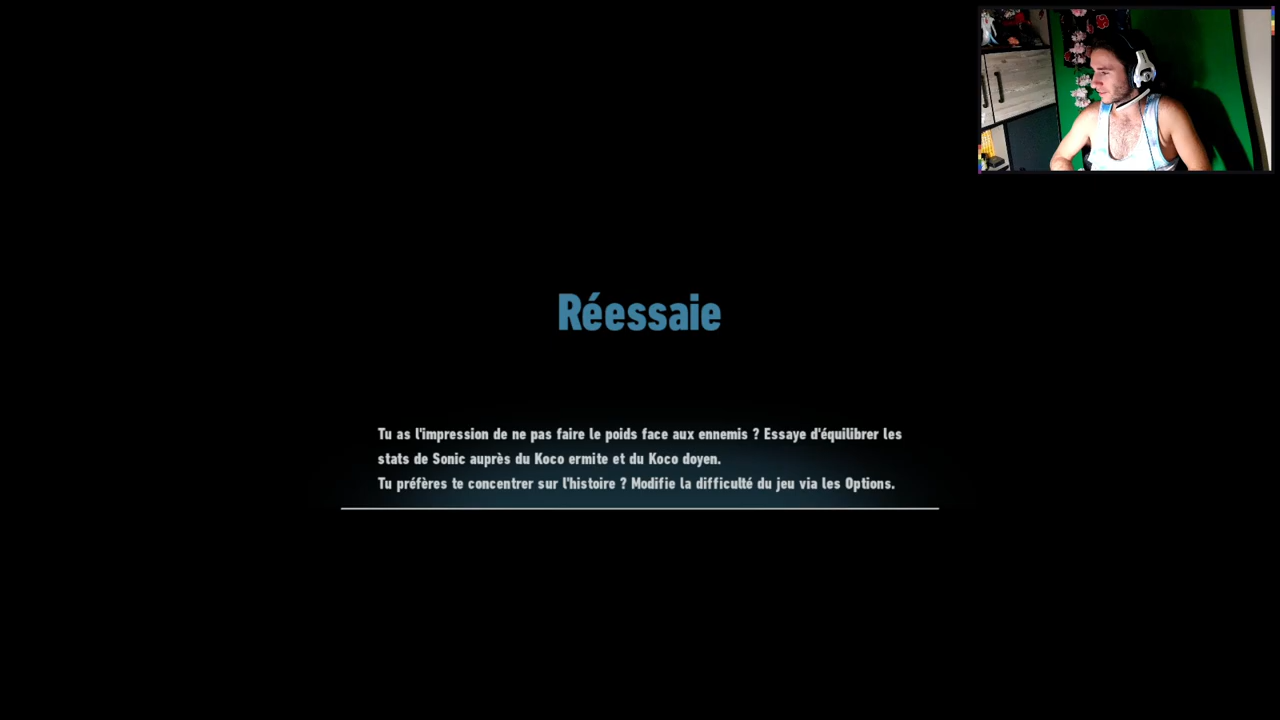 Réessaie
Tu as l'impression de ne pas faire le poids face aux ennemis ? Essaye d'équilibrer les
stats de Sonic auprès du Koco ermite et du Koco doyen.
Tu préfères te concentrer sur l'histoire ? Modifie la difficulté du jeu via les Options.